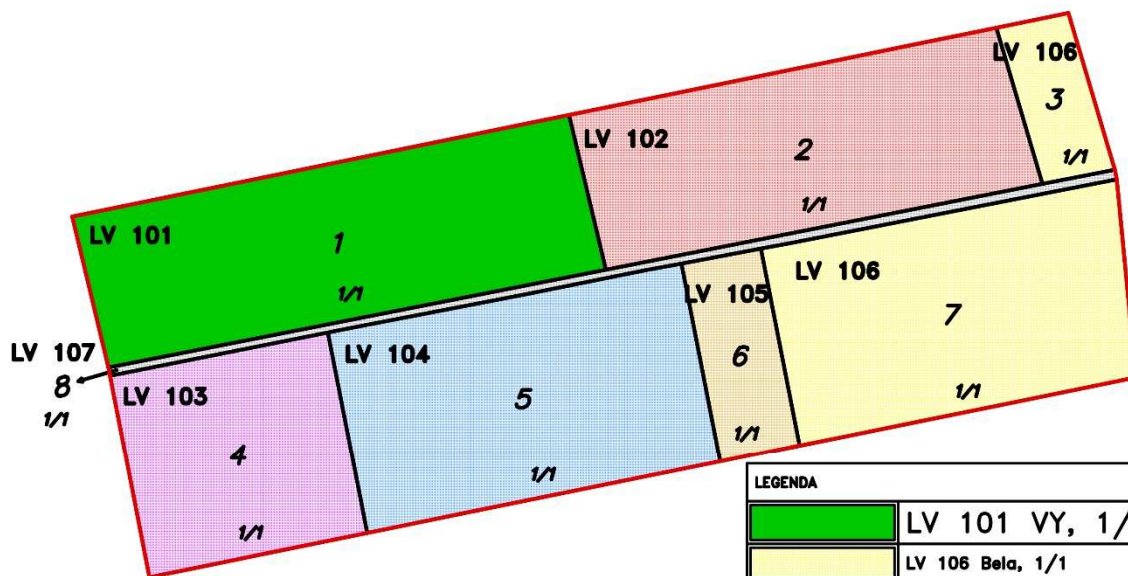 LV 106
3
1/1
LV 102
2
1/1
LV 101
1
1/1
LV 107
8
1/1
LV 103
4
1/1
LV 104
5
1/1
LV 105
6
1/1
LV 106
7
1/1
LEGENDA
LV 101 VY, 1/
LV 106 Bela, 1/1